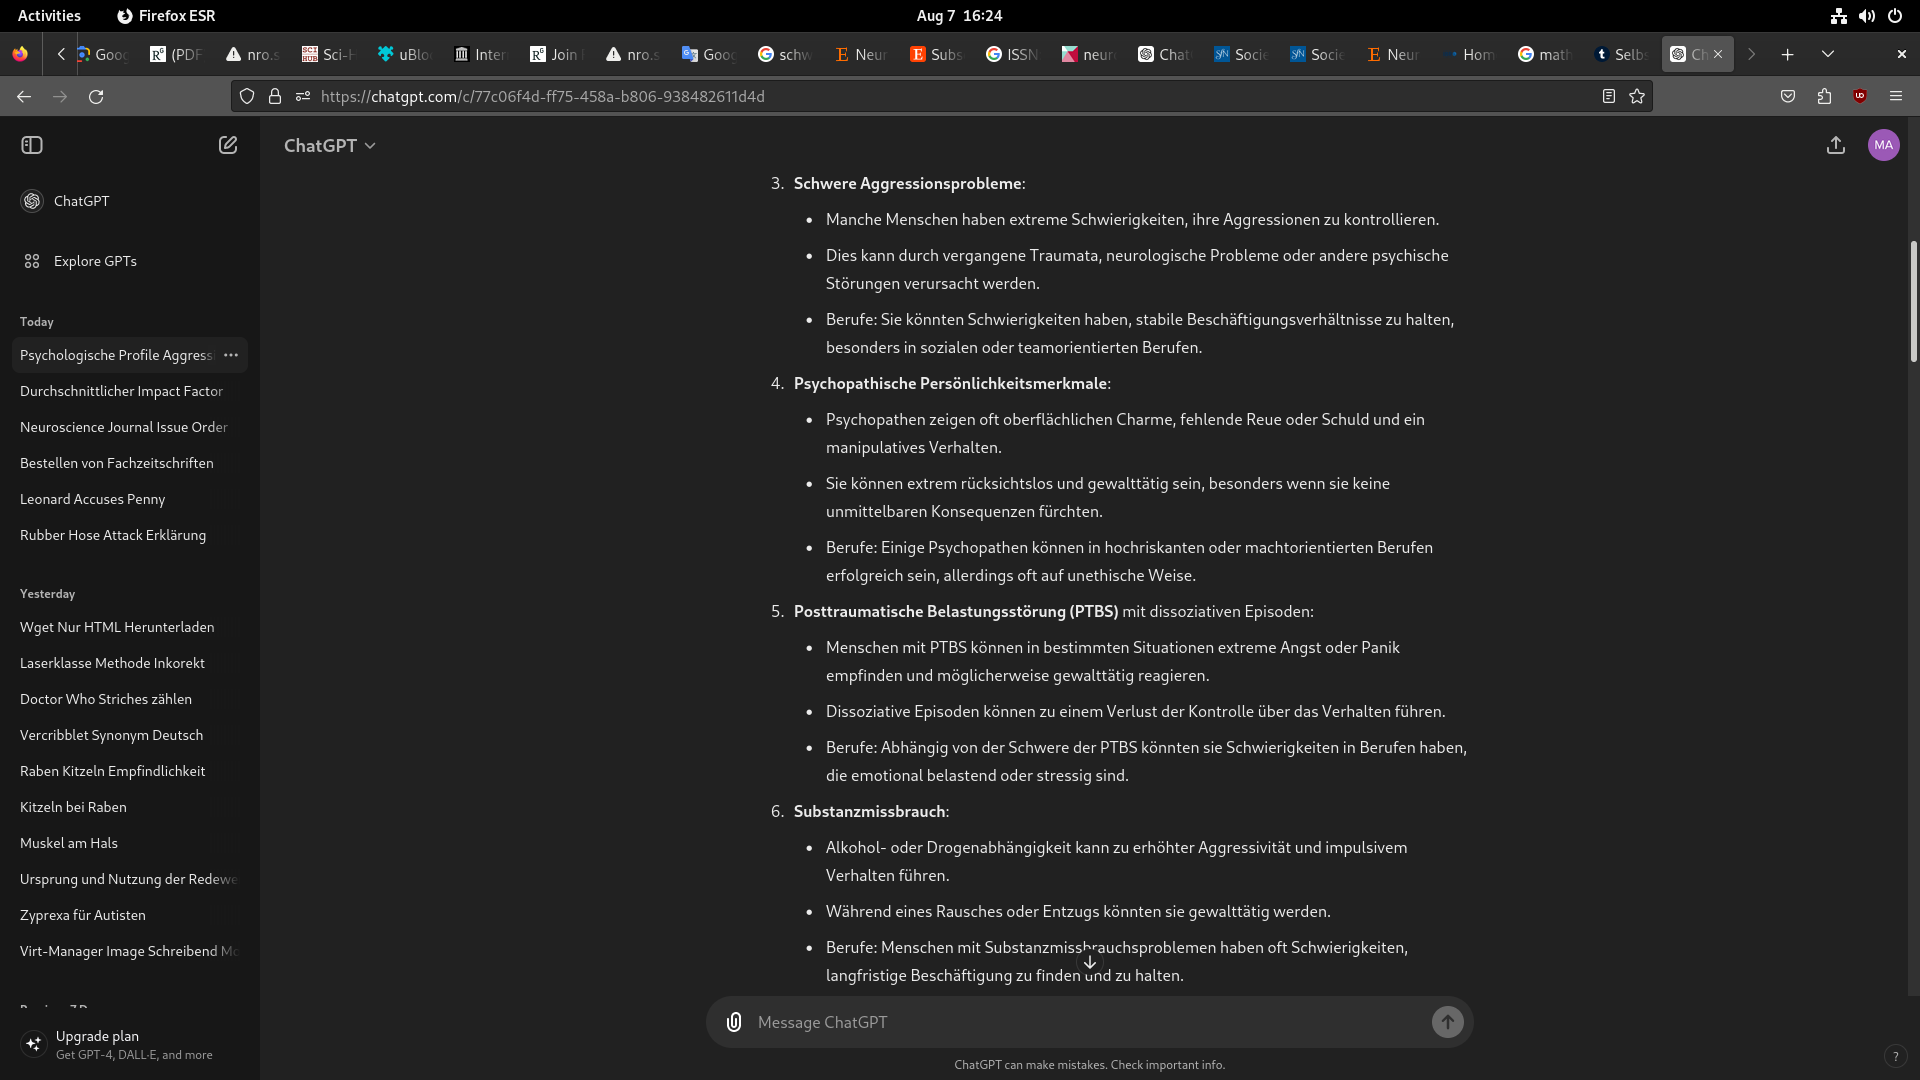 Activities
Firefox ESR
Aug 7 16:24
Goog
(PDF
nro.s
Sci-H
uBlo
Inter
Join
nro.s
Goog
schw
Neur
Subs
ISSN
neur
Chat
Socie
Socie
Neur
Hom
math
Selbs
Ch
https://chatgpt.com/c/77c06f4d-ff75-458a-b806-938482611d4d
ChatGPT
MA
ChatGPT
Explore GPTs
Today
Psychologische Profile Aggress
Durchschnittlicher Impact Factor
Neuroscience Journal Issue Order
Bestellen von Fachzeitschriften
Leonard Accuses Penny
Rubber Hose Attack Erklärung
Yesterday
Wget Nur HTML Herunterladen
Laserklasse Methode Inkorekt
Doctor Who Striches zählen
Vercribblet Synonym Deutsch
Raben Kitzeln Empfindlichkeit
Kitzeln bei Raben
Muskel am Hals
Ursprung und Nutzung der Redewe
Zyprexa für Autisten
Virt-Manager Image Schreibend Mo
Upgrade plan
Get GPT-4, DALL·E, and more
3. Schwere Aggressionsprobleme:
• Manche Menschen haben extreme Schwierigkeiten, ihre Aggressionen zu kontrollieren.
• Dies kann durch vergangene Traumata, neurologische Probleme oder andere psychische
Störungen verursacht werden.
• Berufe: Sie könnten Schwierigkeiten haben, stabile Beschäftigungsverhältnisse zu halten,
besonders in sozialen oder teamorientierten Berufen.
4. Psychopathische Persönlichkeitsmerkmale:
• Psychopathen zeigen oft oberflächlichen Charme, fehlende Reue oder Schuld und ein
manipulatives Verhalten.
• Sie können extrem rücksichtslos und gewalttätig sein, besonders wenn sie keine
unmittelbaren Konsequenzen fürchten.
• Berufe: Einige Psychopathen können in hochriskanten oder machtorientierten Berufen
erfolgreich sein, allerdings oft auf unethische Weise.
5. Posttraumatische Belastungsstörung (PTBS) mit dissoziativen Episoden:
• Menschen mit PTBS können in bestimmten Situationen extreme Angst oder Panik
empfinden und möglicherweise gewalttätig reagieren.
• Dissoziative Episoden können zu einem Verlust der Kontrolle über das Verhalten führen.
• Berufe: Abhängig von der Schwere der PTBS könnten sie Schwierigkeiten in Berufen haben,
die emotional belastend oder stressig sind.
6. Substanzmissbrauch:
• Alkohol- oder Drogenabhängigkeit kann zu erhöhter Aggressivität und impulsivem
Verhalten führen.
• Während eines Rausches oder Entzugs könnten sie gewalttätig werden.
• Berufe: Menschen mit Substanzmissbrauchsproblemen haben oft Schwierigkeiten,
langfristige Beschäftigung zu finden und zu halten.
Message ChatGPT
ChatGPT can make mistakes. Check important info.
?